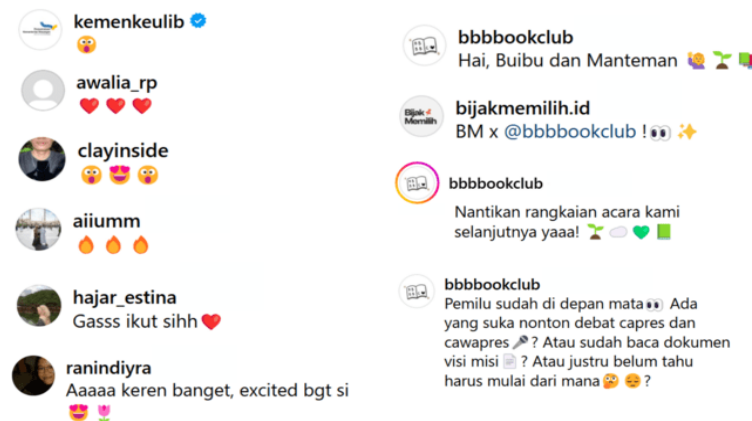 kemenkeulib
😲
awalia_rp
❤️ ❤️ ❤️
clayinside
😲 😍 😲
aiiumm
🔥 🔥 🔥
hajar_estina
Gasss ikut sihh❤️
ranindiyra
Aaaaa keren banget, excited bgt si
😍 🌷
bbbbookclub
Hai, Buibu dan Manteman 🙋 🌱 📚
Bijak
Memilih
bijakmemilih.id
BM x @bbbbookclub !👀 ✨
bbbbookclub
Nantikan rangkaian acara kami
selanjutnya yaaa! 🌱 ☁️ 💚 📗
bbbbookclub
Pemilu sudah di depan mata👀 Ada
yang suka nonton debat capres dan
cawapres🎤? Atau sudah baca dokumen
visi misi📄? Atau justru belum tahu
harus mulai dari mana🤔😔?